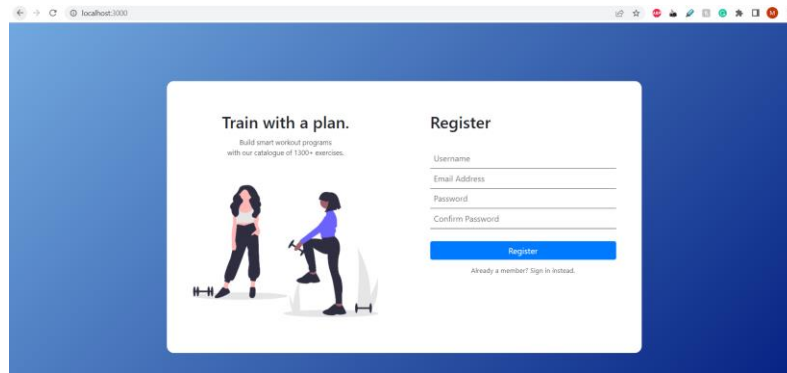 localhost:3000
Train with a plan.
Build smart workout programs
with our catalogue of 1300+ exercises.
Register
Username
Email Address
Password
Confirm Password
Register
Already a member? Sign in instead.
M